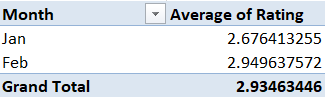 Month Average of Rating
Jan 2.676413255
Feb 2.949637572
Grand Total 2.93463446